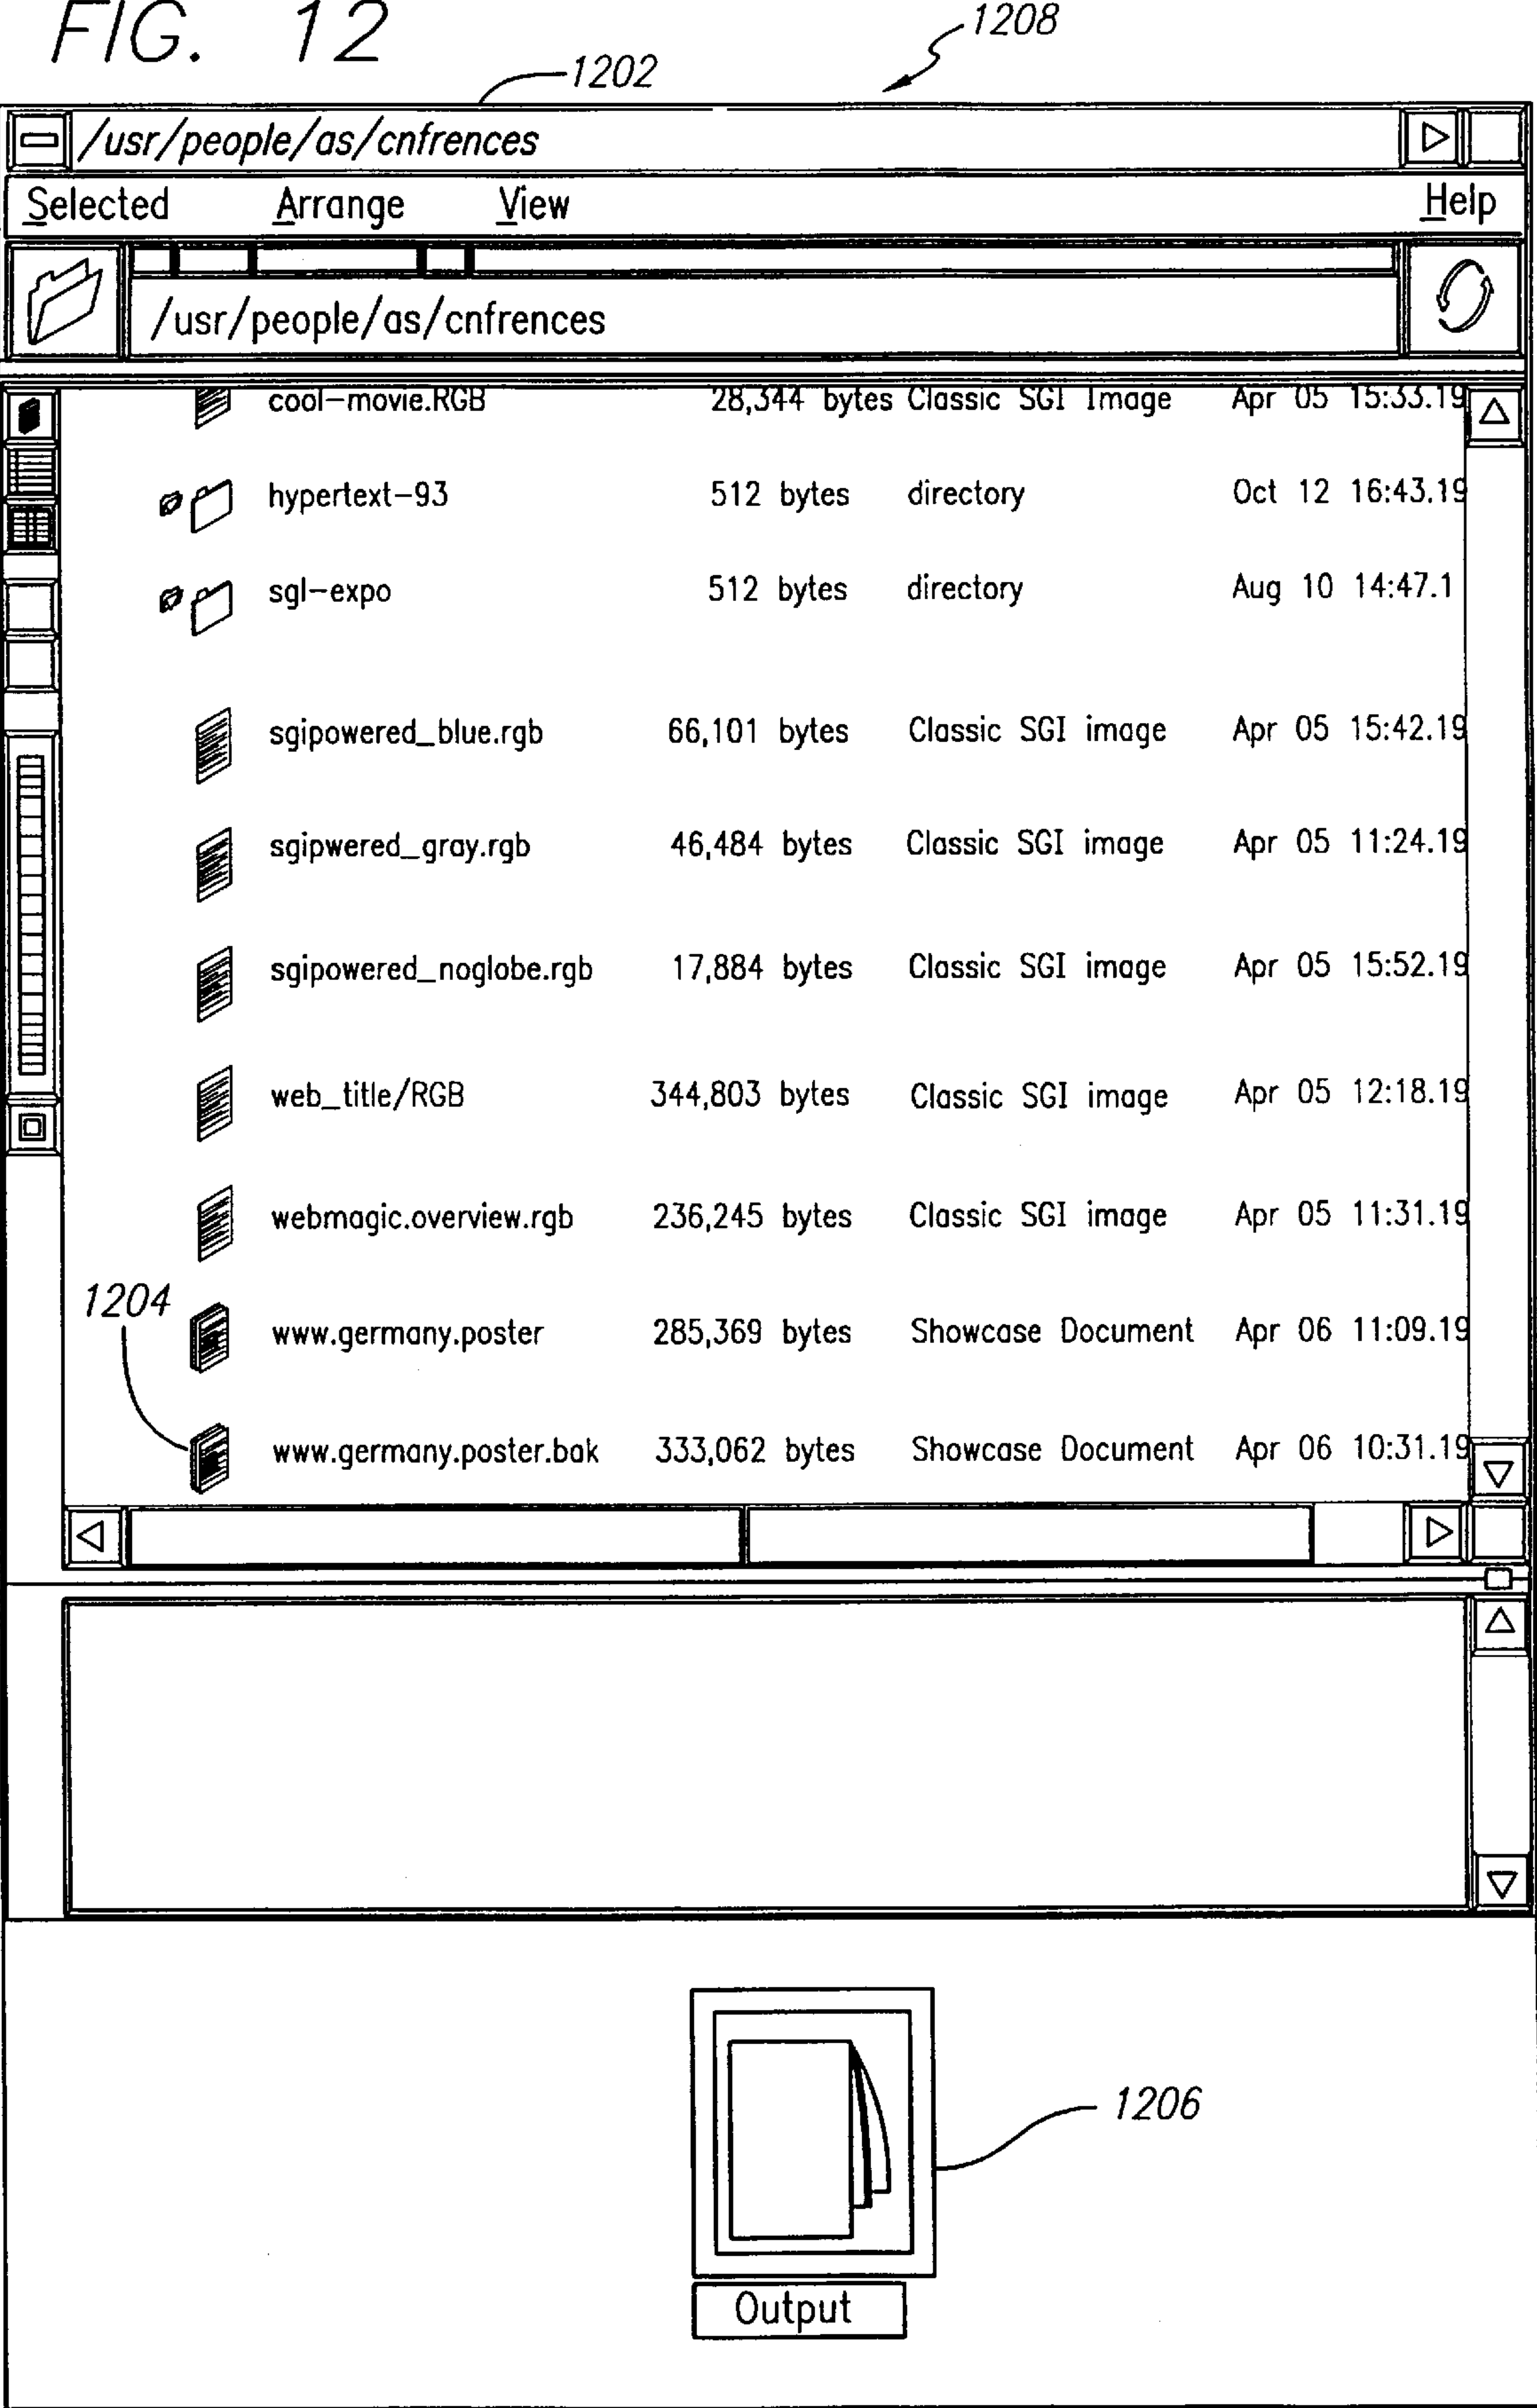 FIG. 12
1208
1202
/usr/people/as/cnfrences
Selected Arrange View Help
/usr/people/as/cnfrences
cool-movie.RGB 28,344 bytes Classic SGI Image Apr 05 15:33.19
hypertext-93 512 bytes directory Oct 12 16:43.19
sgl-expo 512 bytes directory Aug 10 14:47.1
sgipowered_blue.rgb 66,101 bytes Classic SGI image Apr 05 15:42.19
sgipwered_gray.rgb 46,484 bytes Classic SGI image Apr 05 11:24.19
sgipowered_noglobe.rgb 17,884 bytes Classic SGI image Apr 05 15:52.19
web_title/RGB 344,803 bytes Classic SGI image Apr 05 12:18.19
webmagic.overview.rgb 236,245 bytes Classic SGI image Apr 05 11:31.19
1204
www.germany.poster 285,369 bytes Showcase Document Apr 06 11:09.19
www.germany.poster.bak 333,062 bytes Showcase Document Apr 06 10:31.19
1206
Output